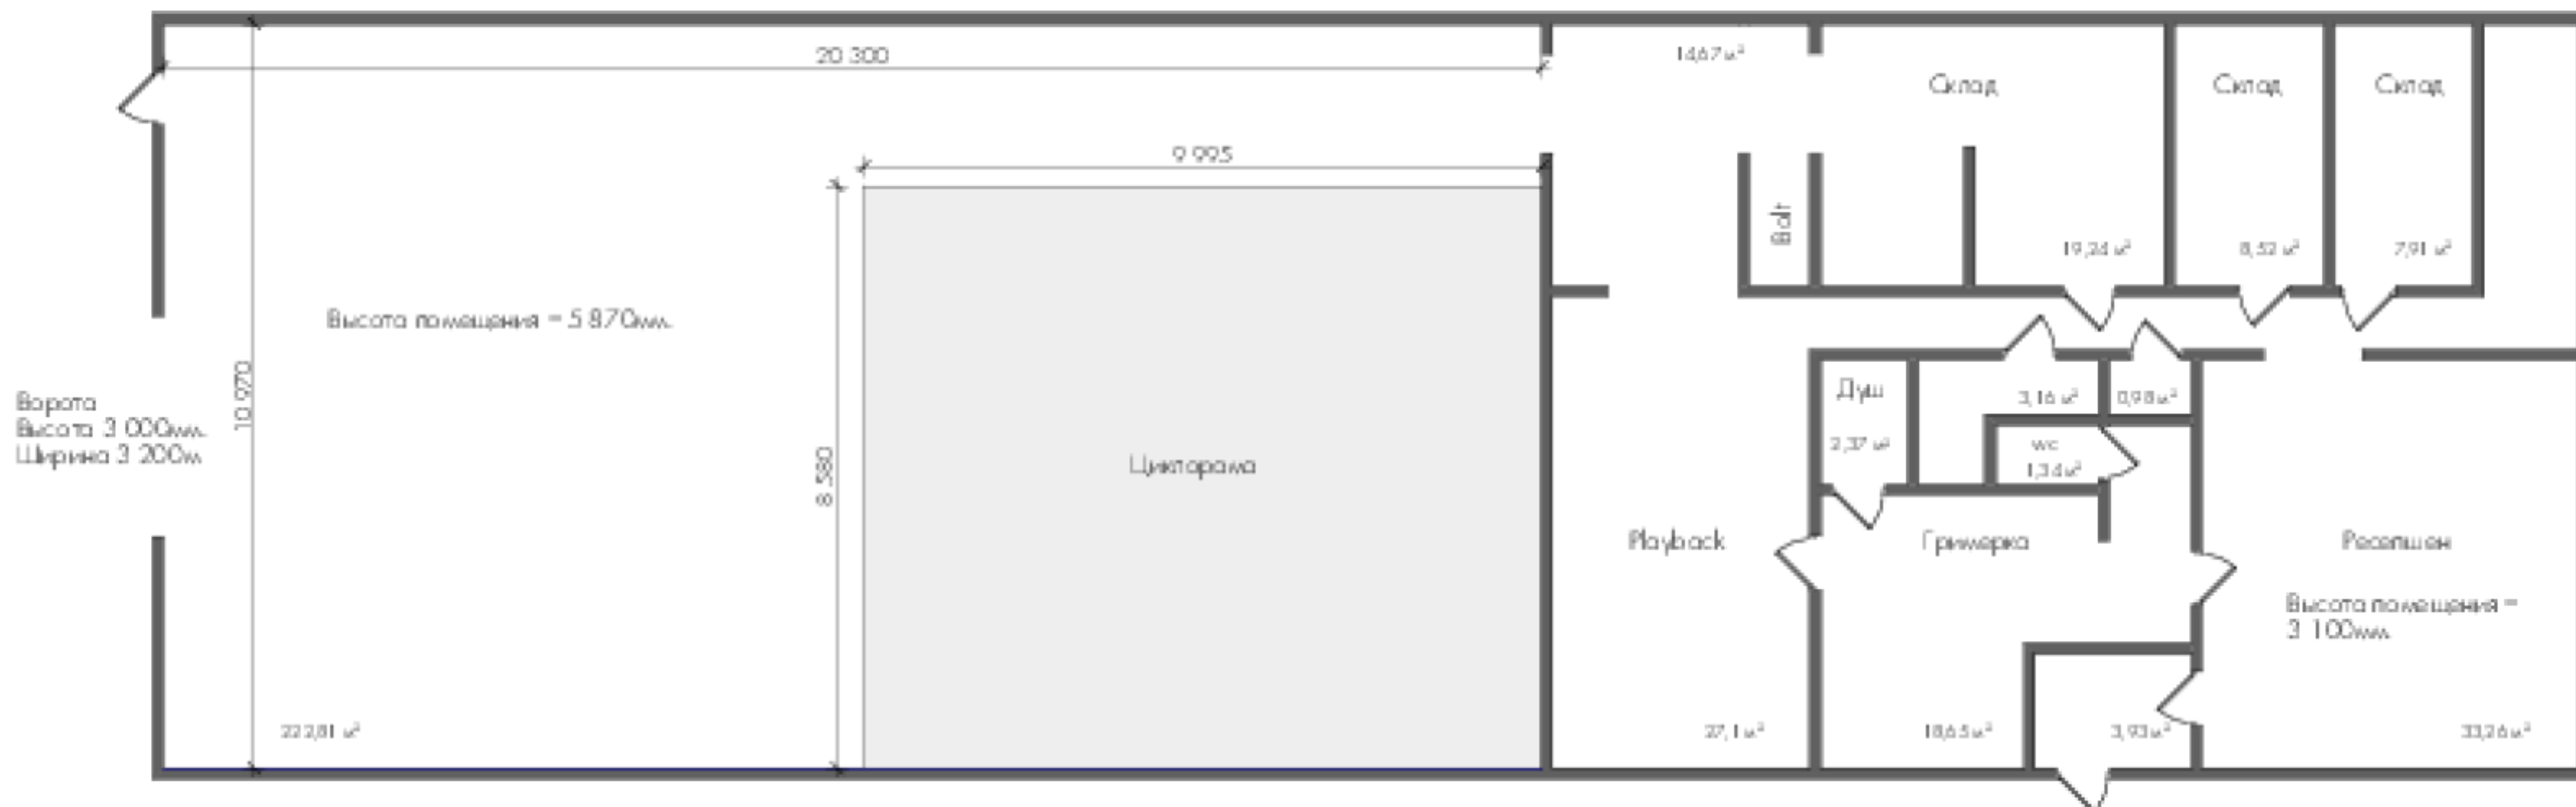 20 300
14,67 м²
Склад
Склад
Склад
9 995
Bolt
19,24 м²
8,52 м²
7,91 м²
Высота помещения = 5 870мм.
10 970
Ворота
Высота 3 000мм.
Ширина 3 200м
8 580
Циклорама
Душ
2,37 м²
3,16 м²
0,98 м²
wc
1,34 м²
Playback
Гримерка
Ресепшен
Высота помещения =
3 100мм
222,81 м²
27,1 м²
18,65 м²
3,93 м²
33,26 м²